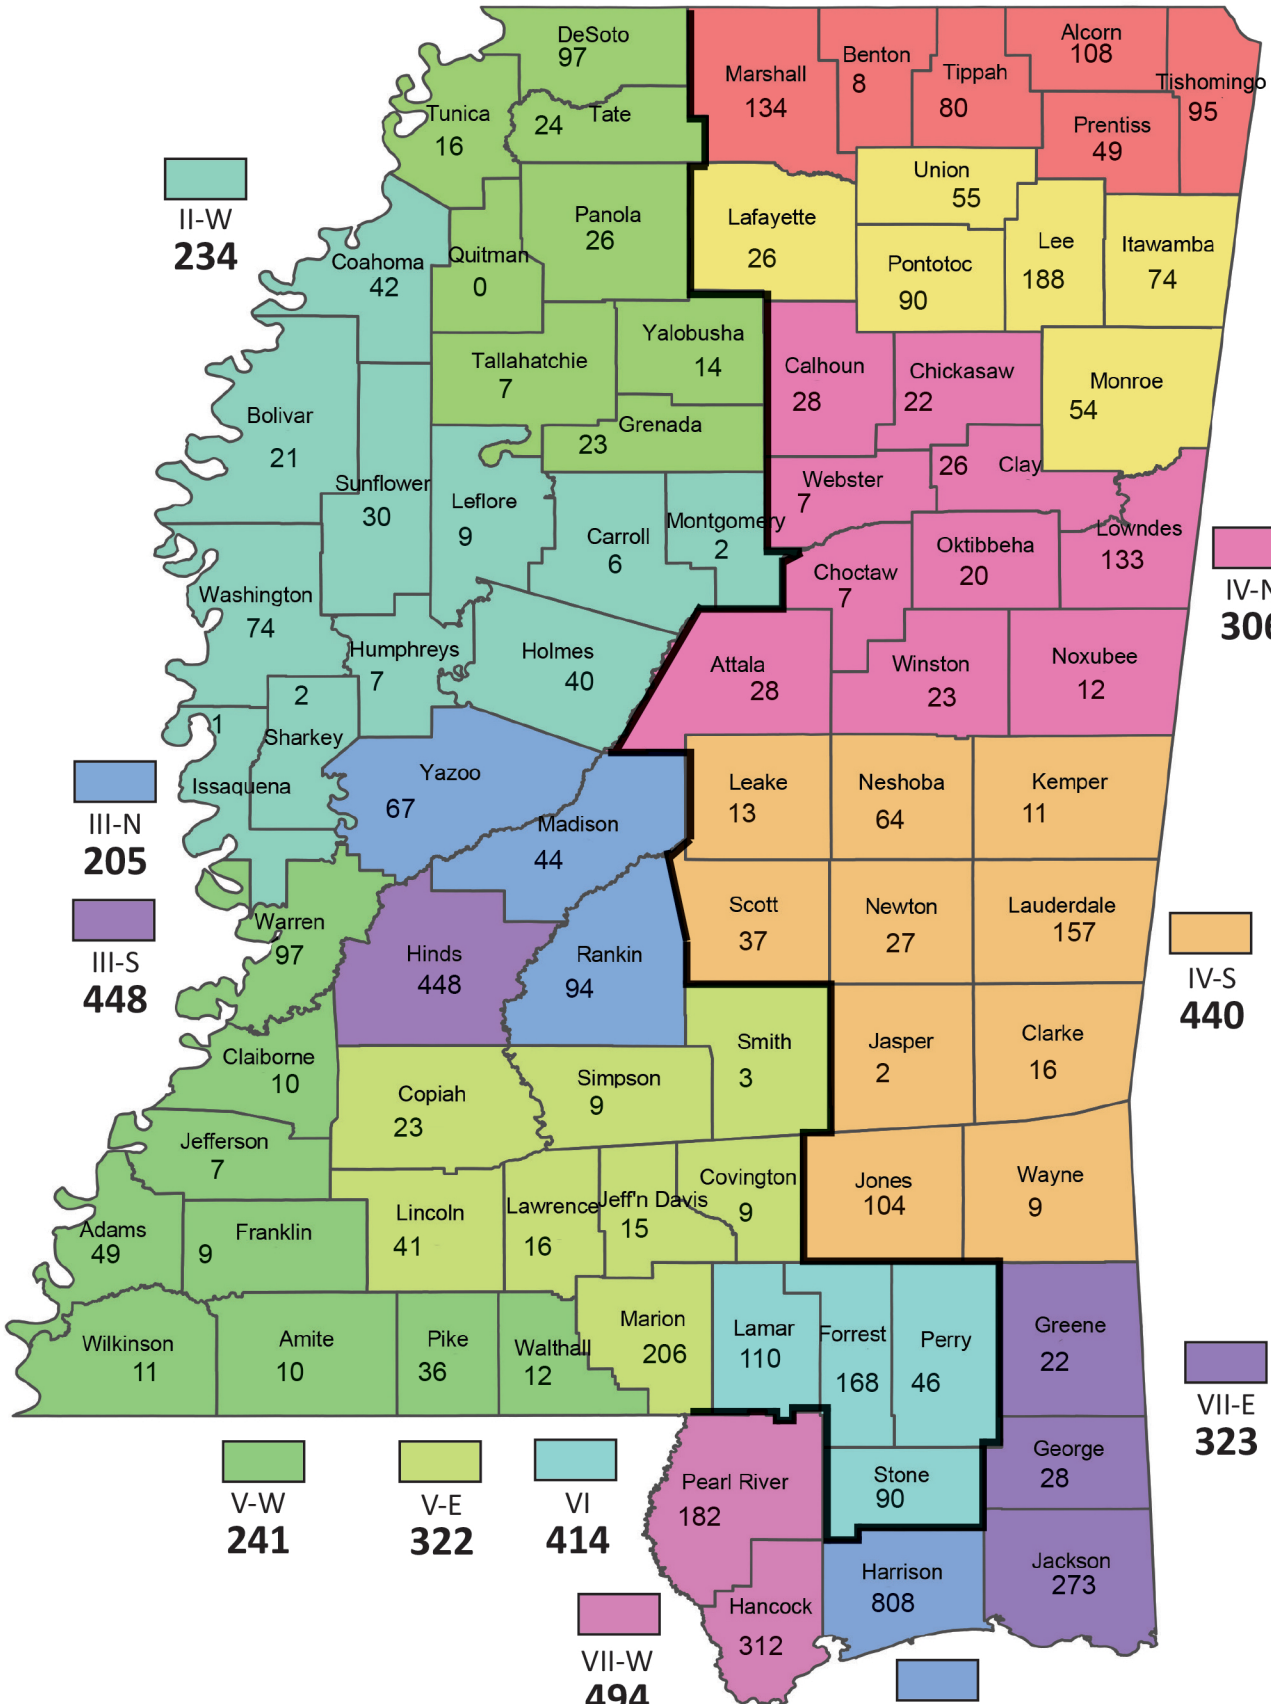 DeSoto
97
Marshall
134
Benton
8
Tippah
80
Alcorn
108
Tishomingo
95
Prentiss
49
Tunica
16
24 Tate
Union
55
II-W
234
Panola
26
Lafayette
26
Quitman
0
Coahoma
42
Pontotoc
90
Lee
188
Itawamba
74
Tallahatchie
7
Yalobusha
14
Calhoun
28
Chickasaw
22
Monroe
54
Bolivar
21
Grenada
23
Sunflower
30
Leflore
9
Carroll
6
Montgomery
2
Webster
7
26 Clay
Oktibbeha
20
Lowndes
133
Choctaw
7
IV-N
306
Washington
74
Humphreys
7
Holmes
40
Attala
28
Winston
23
Noxubee
12
2
Sharkey
1
Issaquena
III-N
205
Yazoo
67
Madison
44
Leake
13
Neshoba
64
Kemper
11
III-S
448
Warren
97
Hinds
448
Rankin
94
Scott
37
Newton
27
Lauderdale
157
IV-S
440
Claiborne
10
Copiah
23
Simpson
9
Smith
3
Jasper
2
Clarke
16
Jefferson
7
Adams
49
Franklin
9
Lincoln
41
Lawrence
16
Jeff'n Davis
15
Covington
9
Jones
104
Wayne
9
Wilkinson
11
Amite
10
Pike
36
Walthall
12
Marion
206
Lamar
110
Forrest
168
Perry
46
Greene
22
VII-E
323
V-W
241
V-E
322
VI
414
Pearl River
182
Stone
90
George
28
Harrison
808
Jackson
273
Hancock
312
VII-W
494